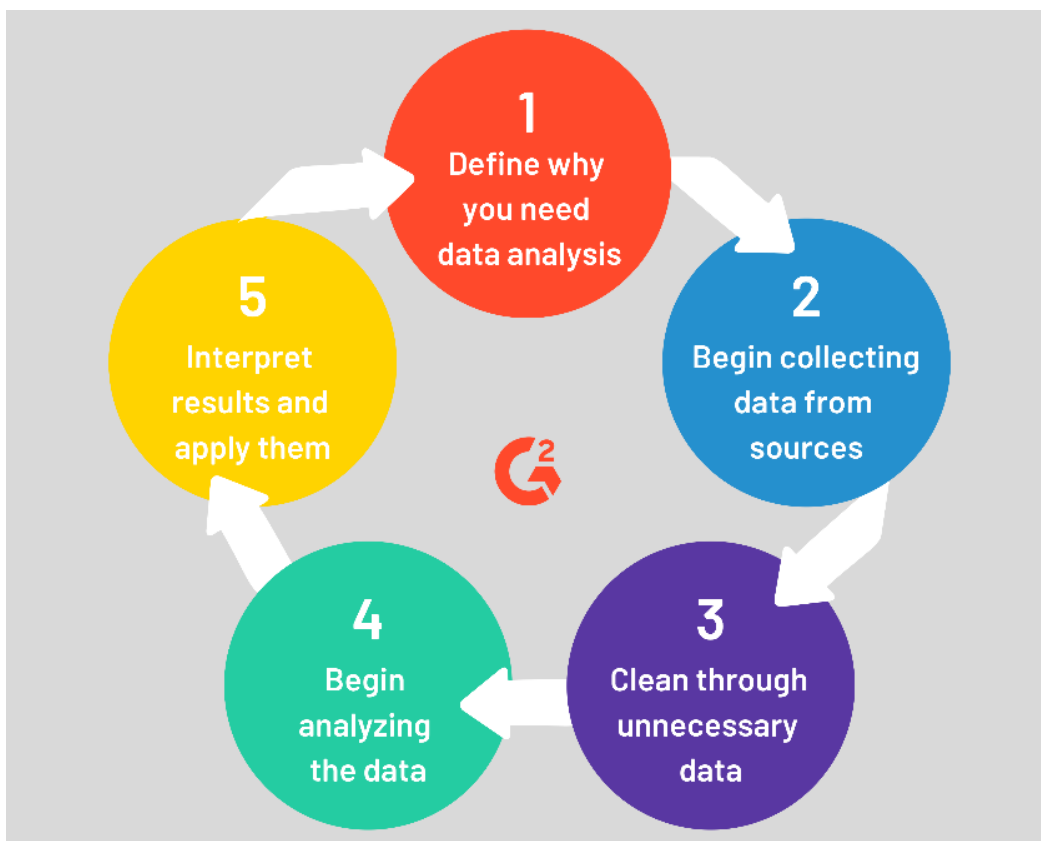 1
Define why
you need
data analysis
2
Begin collecting
data from
sources
3
Clean through
unnecessary
data
4
Begin
analyzing
the data
5
Interpret
results and
apply them
G2